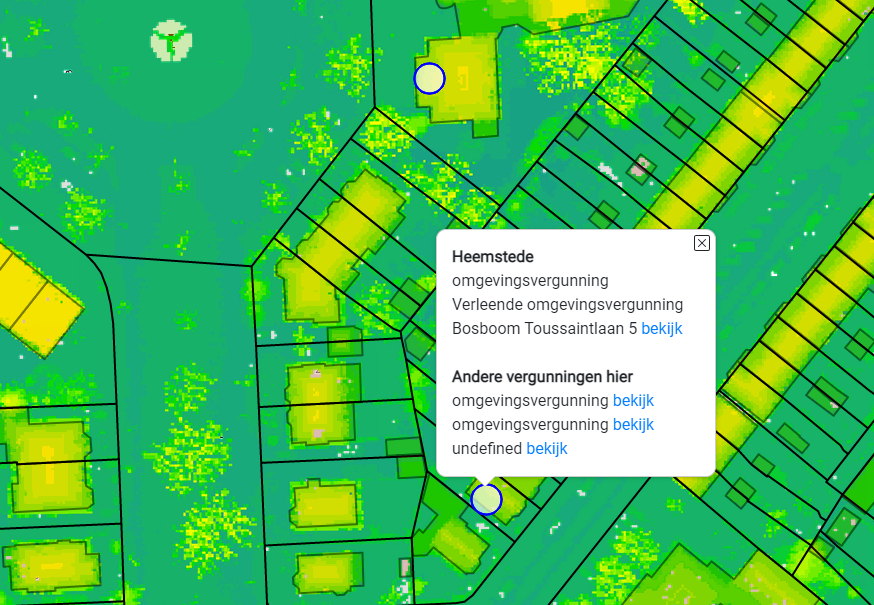 Heemstede
omgevingsvergunning
Verleende omgevingsvergunning
Bosboom Toussaintlaan 5 bekijk
Andere vergunningen hier
omgevingsvergunning bekijk
omgevingsvergunning bekijk
undefined bekijk